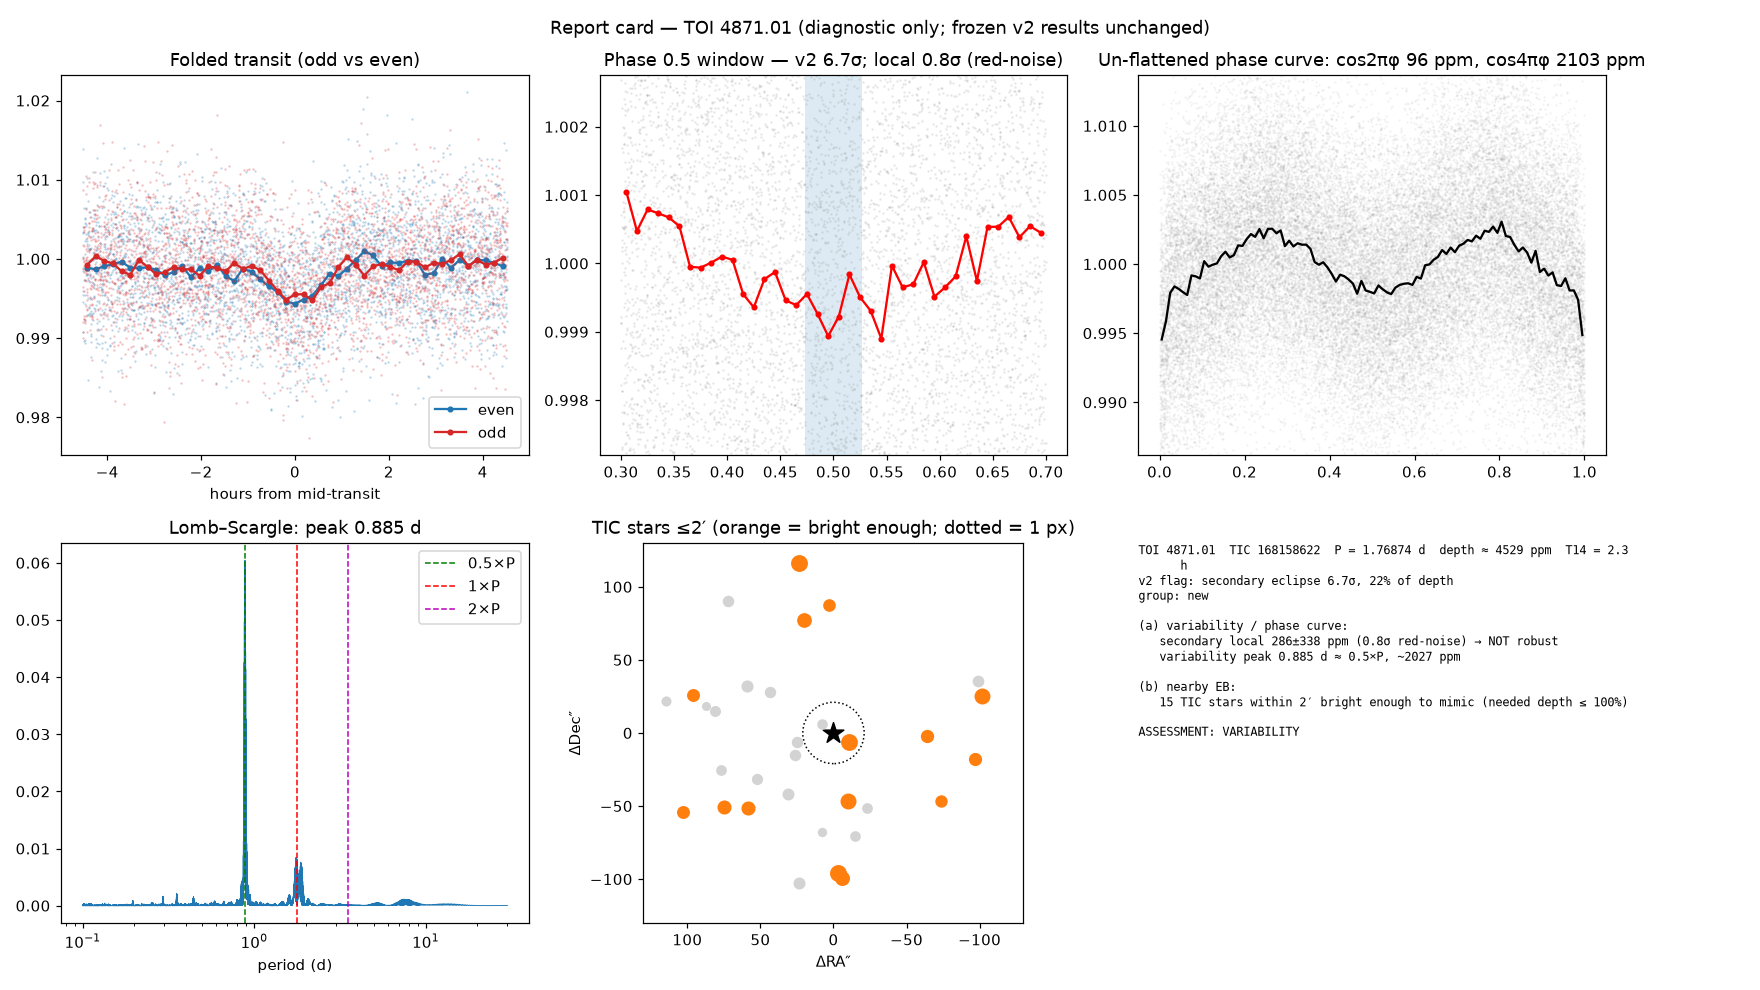 Report card — TOI 4871.01 (diagnostic only; frozen v2 results unchanged)
Folded transit (odd vs even)
1.02
1.01
1.00
0.99
0.98
−4
−2
0
2
4
hours from mid-transit
even
odd
Phase 0.5 window — v2 6.7σ; local 0.8σ (red-noise)
1.002
1.001
1.000
0.999
0.998
0.30
0.35
0.40
0.45
0.50
0.55
0.60
0.65
0.70
Un-flattened phase curve: cos2πφ 96 ppm, cos4πφ 2103 ppm
1.010
1.005
1.000
0.995
0.990
0.0
0.2
0.4
0.6
0.8
1.0
Lomb–Scargle: peak 0.885 d
0.06
0.05
0.04
0.03
0.02
0.01
0.00
10⁻¹
10⁰
10¹
period (d)
0.5×P
1×P
2×P
TIC stars ≤2′ (orange = bright enough; dotted = 1 px)
100
50
0
−50
−100
ΔDec″
100
50
0
−50
−100
ΔRA″
TOI 4871.01  TIC 168158622  P = 1.76874 d  depth ≈ 4529 ppm  T14 = 2.3
h
v2 flag: secondary eclipse 6.7σ, 22% of depth
group: new
(a) variability / phase curve:
secondary local 286±338 ppm (0.8σ red-noise) → NOT robust
variability peak 0.885 d ≈ 0.5×P, ~2027 ppm
(b) nearby EB:
15 TIC stars within 2′ bright enough to mimic (needed depth ≤ 100%)
ASSESSMENT: VARIABILITY